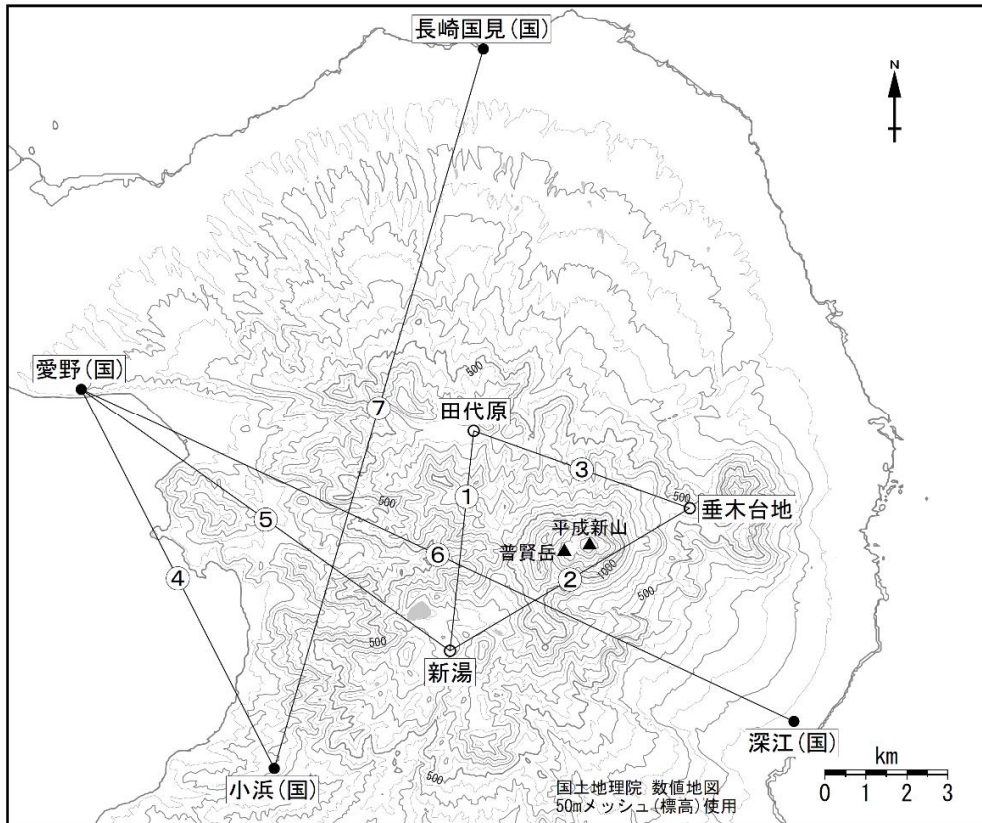 長崎国見(国)
N
愛野(国)
⑦
500
田代原
③
①
500
500
垂木台地
⑤
平成新山
普賢岳
⑥
②
1000
④
500
500
新湯
深江(国)
km
小浜(国)
500
国土地理院 数値地図
50mメッシュ(標高)使用
0 1 2 3